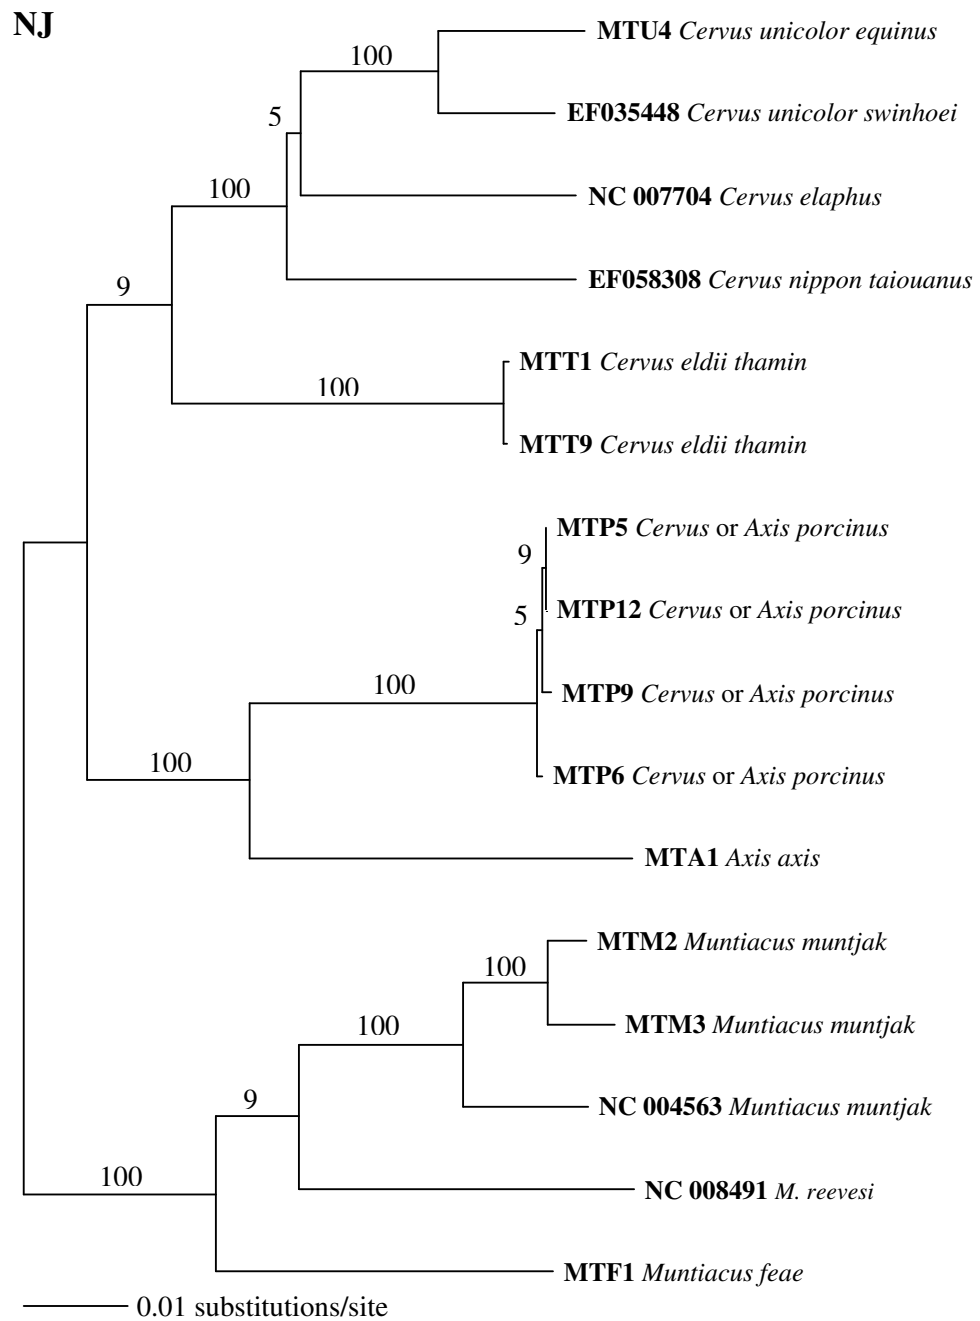 NJ
MTU4 Cervus unicolor equinus
100
EF035448 Cervus unicolor swinhoei
5
100
NC 007704 Cervus elaphus
EF058308 Cervus nippon taiouanus
9
MTT1 Cervus eldii thamin
100
MTT9 Cervus eldii thamin
MTP5 Cervus or Axis porcinus
9
MTP12 Cervus or Axis porcinus
5
100
MTP9 Cervus or Axis porcinus
100
MTP6 Cervus or Axis porcinus
MTA1 Axis axis
MTM2 Muntiacus muntjak
100
MTM3 Muntiacus muntjak
100
9
NC 004563 Muntiacus muntjak
100
NC 008491 M. reevesi
MTF1 Muntiacus feae
0.01 substitutions/site